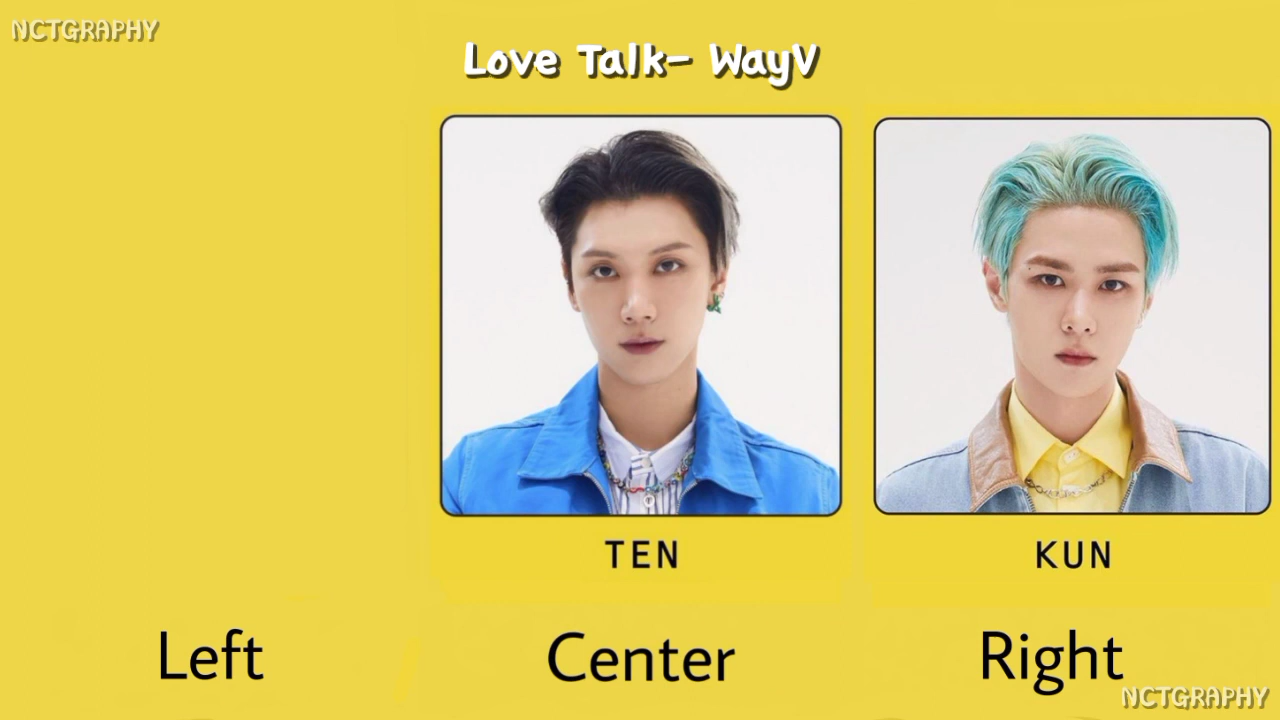 NCTGRAPHY
Love Talk- WayV
TEN
KUN
Left
Center
Right
NCTGRAPHY